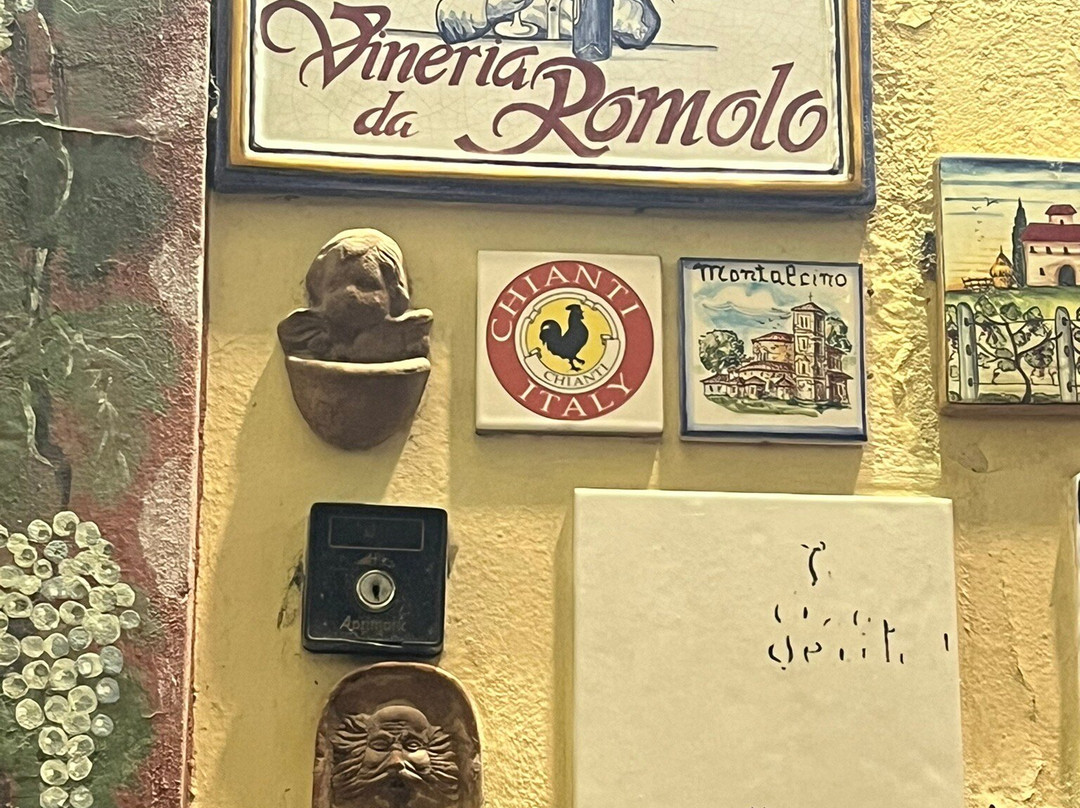 Vineria
da Romolo
CHIANTI
CHIANTI
ITALY
Montalcino